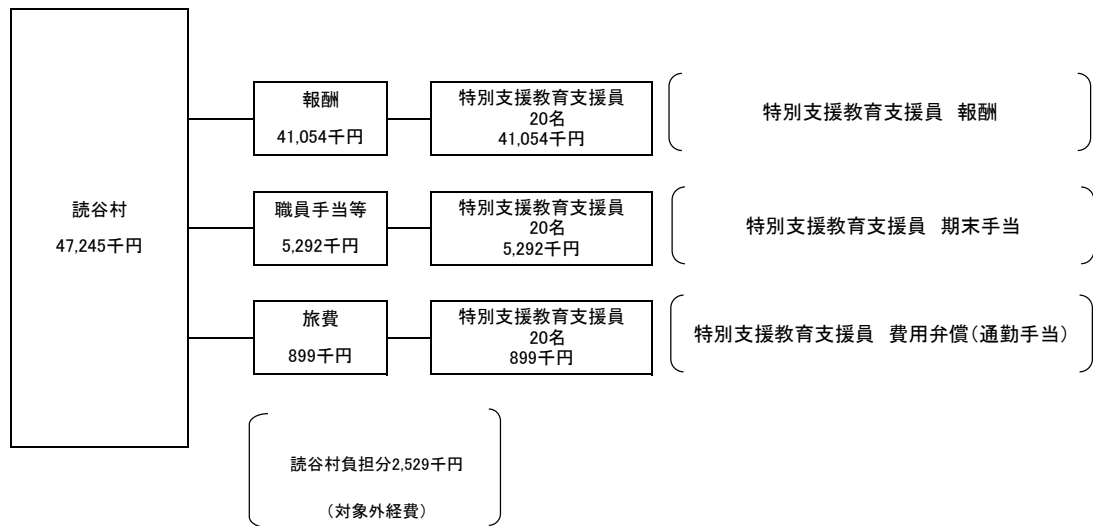 読谷村
47,245千円
報酬
41,054千円
特別支援教育支援員
20名
41,054千円
特別支援教育支援員 報酬
職員手当等
5,292千円
特別支援教育支援員
20名
5,292千円
特別支援教育支援員 期末手当
旅費
899千円
特別支援教育支援員
20名
899千円
特別支援教育支援員 費用弁償(通勤手当)
読谷村負担分2,529千円
(対象外経費)